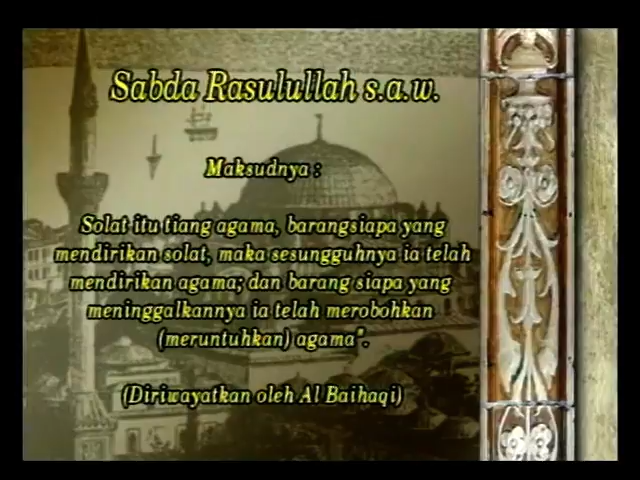 Sabda Rasulullah s.a.w.
Maksudnya :
Solat itu tiang agama, barangsiapa yang
mendirikan solat, maka sesungguhnya ia telah
mendirikan agama; dan barang siapa yang
meninggalkannya ia telah merobohkan
(meruntuhkan) agama".
(Diriwayatkan oleh Al Baihaqi)